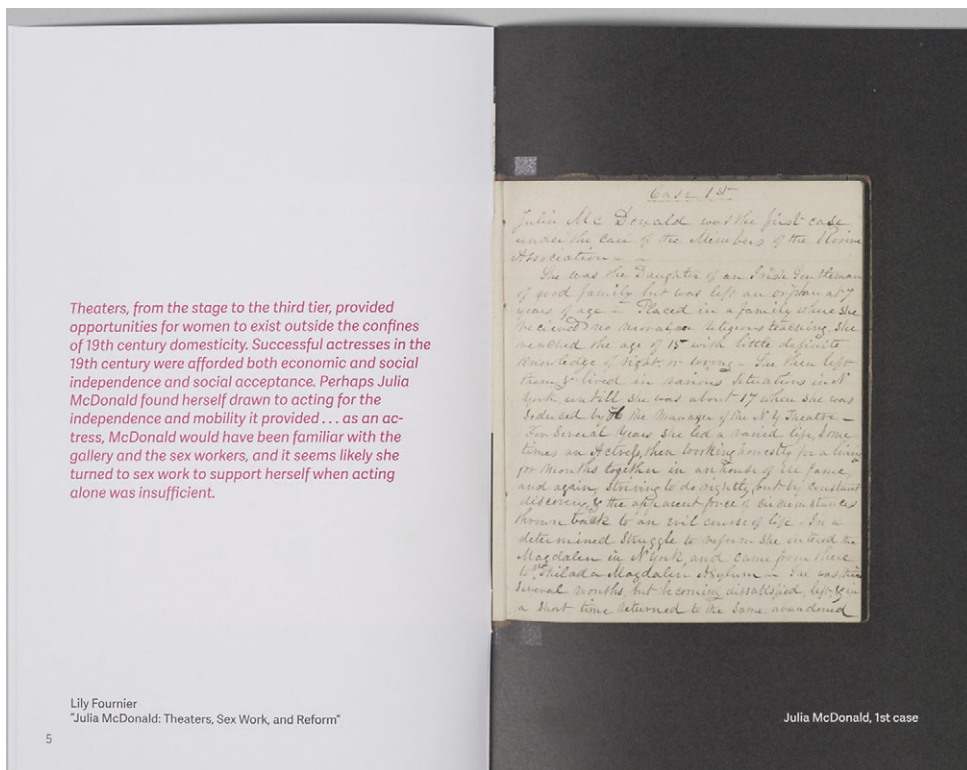 Theaters, from the stage to the third tier, provided
opportunities for women to exist outside the confines
of 19th century domesticity. Successful actresses in the
19th century were afforded both economic and social
independence and social acceptance. Perhaps Julia
McDonald found herself drawn to acting for the
independence and mobility it provided . . . as an ac-
tress, McDonald would have been familiar with the
gallery and the sex workers, and it seems likely she
turned to sex work to support herself when acting
alone was insufficient.
Lily Fournier
"Julia McDonald: Theaters, Sex Work, and Reform"
5
Case 1st
Julia Mc Donald was the first case
under the care of the Members of the Rosine
Association –
She was the Daughter of an Irish Gentleman
of good family but was left an orphan at 7
years of age – Placed in a family where she
recieved no moral or religious teaching, she
reached the age of 15 with little definite
knowledge of right or wrong – She then left
them & lived in various situations in N
York, untill she was about 17 when she was
seduced by the Manager of the N Y Theatre –
For several years she led a varied life, some
times an Actress, then working honestly for a living
for months together in an house of ill fame,
and again, striving to do rightly, but by constant
discovery, & the apparent force of circumstances
thrown back to an evil course of life – In a
determined struggle to reform she intered the
Magdalen in N York, and came from there
to Philada Magdalen Asylum – She was there
several months, but becoming dissatisfied, left & in
a short time returned to the same abandoned
Julia McDonald, 1st case